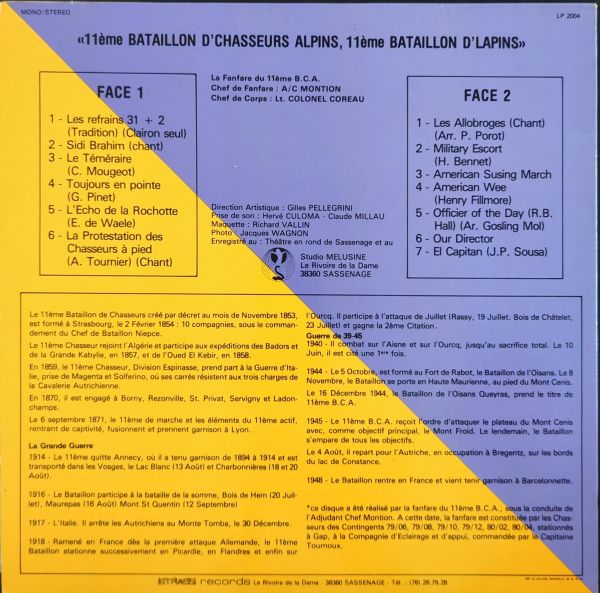 MONO/STEREO
LP 2004
«11ème BATAILLON D'CHASSEURS ALPINS, 11ème BATAILLON D'LAPINS»
FACE 1
1 - Les refrains 31 + 2
(Tradition) (Clairon seul)
2 - Sidi Brahim (chant)
3 - Le Téméraire
(C. Mougeot)
4 - Toujours en pointe
(G. Pinet)
5 - L'Echo de la Rochotte
(E. de Waele)
6 - La Protestation des
Chasseurs à pied
(A. Tournier) (Chant)
La Fanfare du 11ème B.C.A.
Chef de Fanfare : A/C MONTION
Chef de Corps : Lt. COLONEL COREAU
Direction Artistique : Gilles PELLEGRINI
Prise de son : Hervé CULOMA - Claude MILLAU
Maquette : Richard VALLIN
Photo : Jacques WAGNON
Enregistré au : Théâtre en rond de Sassenage et au
Studio MELUSINE
Le Rivoire de la Dame
38360 SASSENAGE
FACE 2
1 - Les Allobroges (Chant)
(Arr. P. Porot)
2 - Military Escort
(H. Bennet)
3 - American Susing March
4 - American Wee
(Henry Fillmore)
5 - Officier of the Day (R.B.
Hall) (Ar. Gosling Mol)
6 - Our Director
7 - El Capitan (J.P. Sousa)
Le 11ème Bataillon de Chasseurs créé par décret au mois de Novembre 1853,
est formé à Strasbourg, le 2 Février 1854 : 10 compagnies, sous le comman-
dement du Chef de Bataillon Niepce.
Le 11ème Chasseur rejoint l'Algérie et participe aux expéditions des Badors et
de la Grande Kabylie, en 1857, et de l'Oued El Kebir, en 1858.
En 1859, le 11ème Chasseur, Division Espinasse, prend part à la Guerre d'Ita-
lie, prise de Magenta et Solferino, où ses carrés résistent aux trois charges de
la Cavalerie Autrichienne.
En 1870, il est engagé à Borny, Rezonville, St. Privat, Servigny et Ladon-
champs.
Le 6 septembre 1871, le 11ème de marche et les éléments du 11ème actif,
rentrant de captivité, fusionnent et prennent garnison à Lyon.
La Grande Guerre
1914 - Le 11ème quitte Annecy, où il a tenu garnison de 1894 à 1914 et est
transporté dans les Vosges, le Lac Blanc (13 Août) et Charbonnières (18 et 20
Août).
1916 - Le Bataillon participe à la bataille de la somme, Bois de Hern (20 Juil-
let), Maurepas (16 Août) Mont St Quentin (12 Septembre)
1917 - L'Italie. Il arrête les Autrichiens au Monte Tomba, le 30 Décembre.
1918 - Ramené en France dès la première attaque Allemande, le 11ème
Bataillon stationne successivement en Picardie, en Flandres et enfin sur
l'Ourcq. Il participe à l'attaque de Juillet (Rassy, 19 Juillet. Bois de Châtelet,
23 Juillet) et gagne la 2ème Citation.
Guerre de 39-45
1940 - Il combat sur l'Aisne et sur l'Ourcq, jusqu'au sacrifice total. Le 10
Juin, il est cité une 1ère fois.
1944 - Le 5 Octobre, est formé au Fort de Rabot, le Bataillon de l'Oisans. Le 8
Novembre, le Bataillon se porte en Haute Maurienne, au pied du Mont Cenis.
Le 16 Décembre 1944, le Bataillon d'Oisans Queyras, prend le titre de
11ème B.C.A.
1945 - Le 11ème B.C.A. reçoit l'ordre d'attaquer le plateau du Mont Cenis
avec, comme objectif principal, le Mont Froid. Le lendemain, le Bataillon
s'empare de tous les objectifs.
Le 4 Août, il repart pour l'Autriche, en occupation à Bregentz, sur les bords
du lac de Constance.
1948 - Le Bataillon rentre en France et vient tenir garnison à Barcelonnette.
*ce disque a été réalisé par la fanfare du 11ème B.C.A., sous la conduite de
l'Adjudant Chef Montion. A cette date, la fanfare est constituée par les Chas-
seurs des Contingents 79/06, 79/08, 79/10, 79/12, 80/02, 80/04, stationnés
à Gap, à la Compagnie d'Eclairage et d'appui, commandée par le Capitaine
Tournoux.
STRASS records Le Rivoire de la Dame - 38360 SASSENAGE - Tél. : (76) 26.79.28